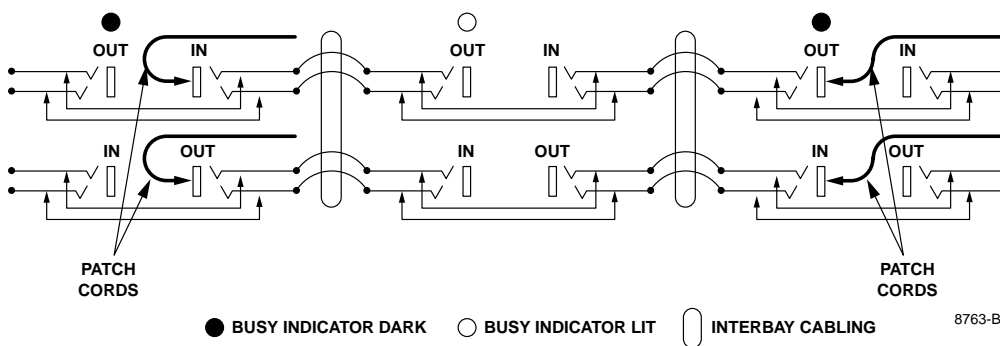 OUT IN OUT IN OUT IN
IN OUT IN OUT IN OUT
PATCH
CORDS
PATCH
CORDS
BUSY INDICATOR DARK BUSY INDICATOR LIT INTERBAY CABLING
8763-B